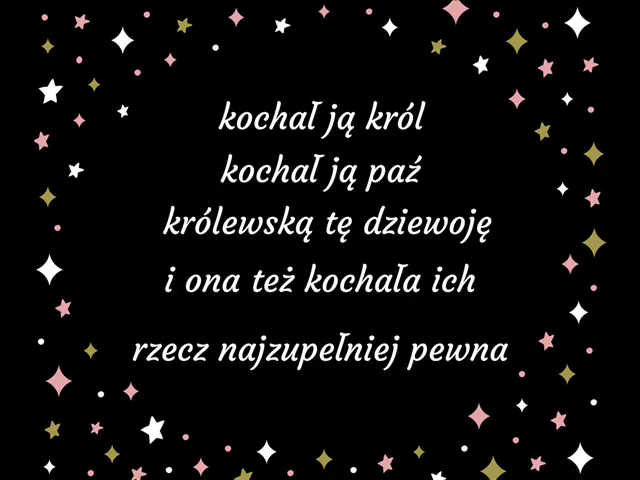 kochał ją król
kochał ją paź
królewską tę dziewoję
i ona też kochała ich
rzecz najzupełniej pewna